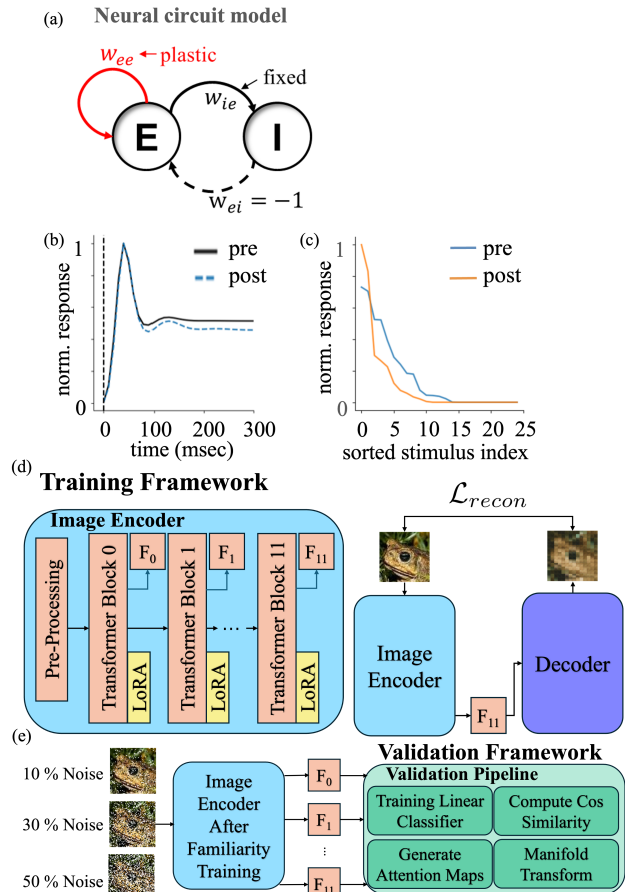 (a) Neural circuit model
w_ee ← plastic
fixed
w_ie
E
I
w_ei = −1
(b)
pre
post
1
0
norm. response
0
100
200
300
time (msec)
(c)
pre
post
1
0
norm. response
0
5
10
15
20
25
sorted stimulus index
(d)
Training Framework
Image Encoder
Pre-Processing
Transformer Block 0
F_0
LoRA
Transformer Block 1
F_1
LoRA
...
Transformer Block 11
F_11
LoRA
ℒ_recon
Image
Encoder
F_11
Decoder
(e)
10 % Noise
30 % Noise
50 % Noise
Image
Encoder
After
Familiarity
Training
F_0
F_1
⋮
F_11
Validation Framework
Validation Pipeline
Training Linear
Classifier
Compute Cos
Similarity
Generate
Attention Maps
Manifold
Transform